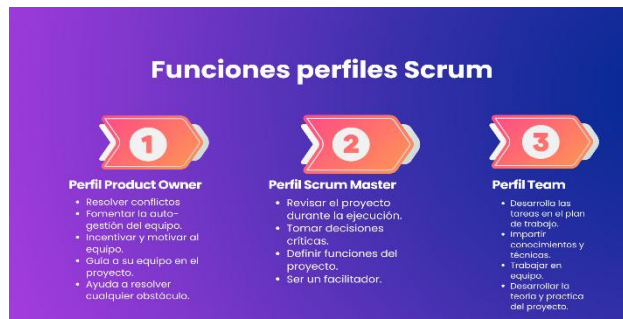 Funciones perfiles Scrum
1
Perfil Product Owner
• Resolver conflictos
• Fomentar la auto-
gestión del equipo.
• Incentivar y motivar al
equipo.
• Guía a su equipo en el
proyecto.
• Ayuda a resolver
cualquier obstáculo.
2
Perfil Scrum Master
• Revisar el proyecto
durante la ejecución.
• Tomar decisiones
críticas.
• Definir funciones del
proyecto.
• Ser un facilitador.
3
Perfil Team
• Desarrolla las
tareas en el plan
de trabajo.
• Impartir
conocimientos y
técnicas.
• Trabajar en
equipo.
• Desarrollar la
teoría y practica
del proyecto.